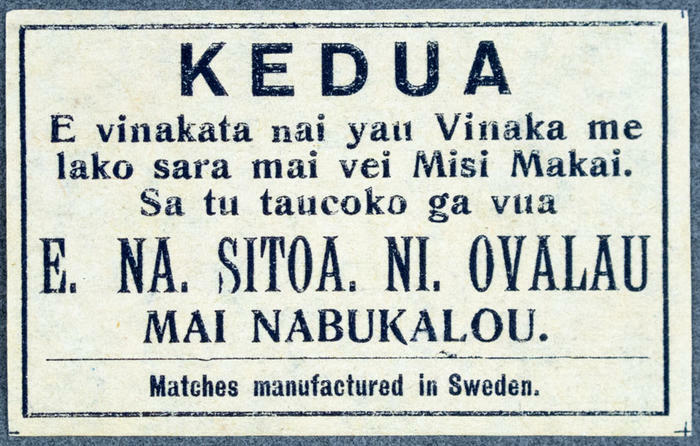 KEDUA
E vinakata nai yau Vinaka me
lako sara mai vei Misi Makai.
Sa tu taucoko ga vua
E. NA. SITOA. NI. OVALAU
MAI NABUKALOU.
Matches manufactured in Sweden.